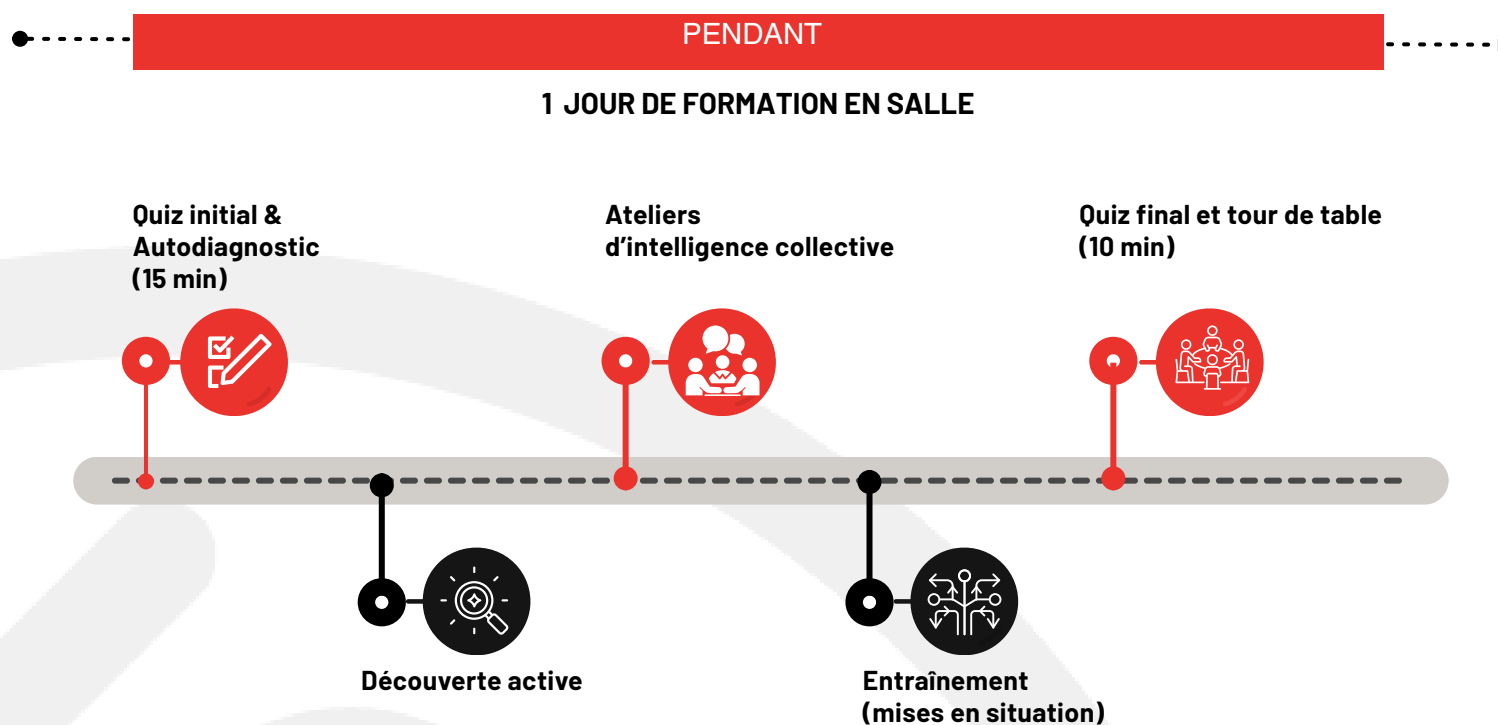 PENDANT
1 JOUR DE FORMATION EN SALLE
Quiz initial &
Autodiagnostic
(15 min)
Ateliers
d’intelligence collective
Quiz final et tour de table
(10 min)
Découverte active
Entraînement
(mises en situation)